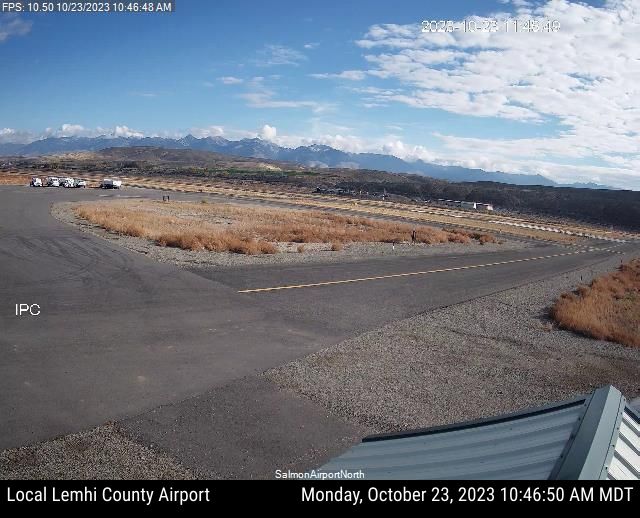 FPS: 10.50 10/23/2023 10:46:48 AM
2023-10-23 11:48:49
IPC
SalmonAirportNorth
Local Lemhi County Airport Monday, October 23, 2023 10:46:50 AM MDT